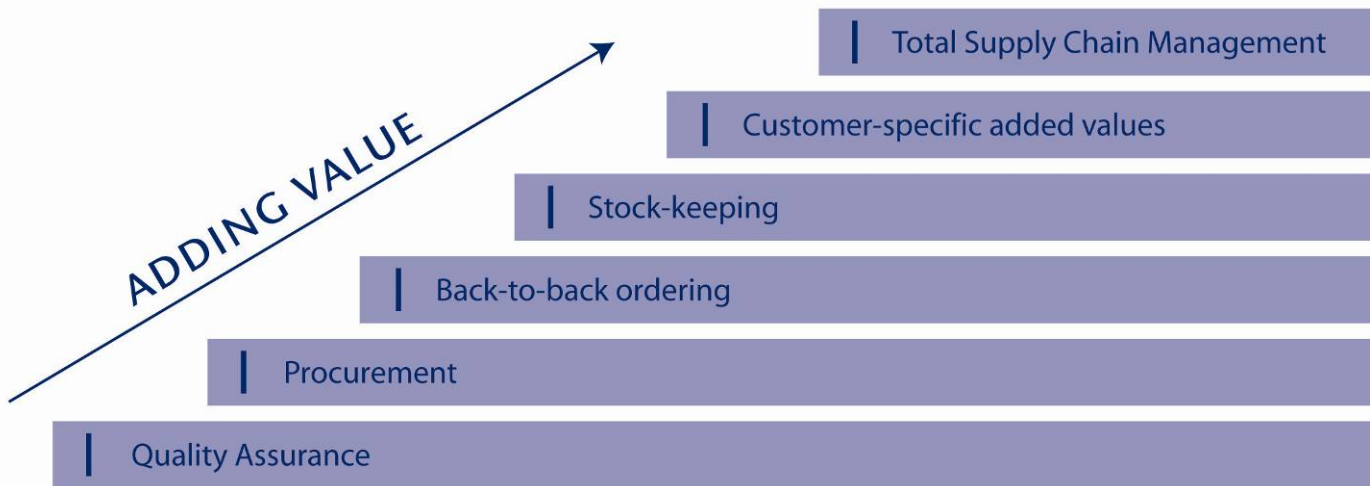 Total Supply Chain Management
Customer-specific added values
ADDING VALUE
Stock-keeping
Back-to-back ordering
Procurement
Quality Assurance